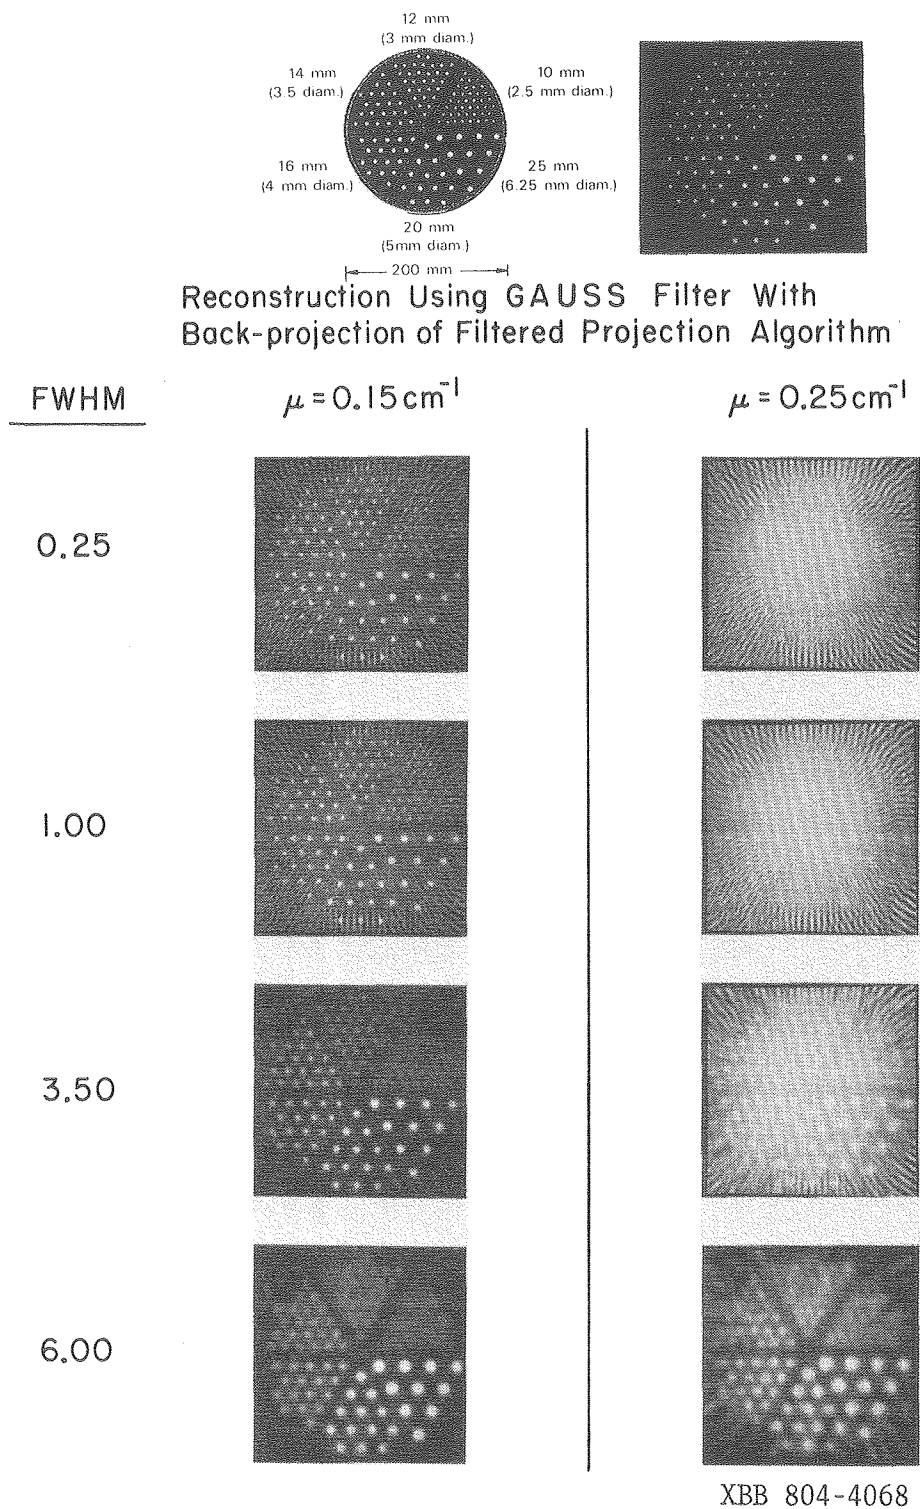 12 mm
(3 mm diam.)
14 mm
(3.5 diam.)
10 mm
(2.5 mm diam.)
16 mm
(4 mm diam.)
25 mm
(6.25 mm diam.)
20 mm
(5mm diam.)
200 mm
Reconstruction Using GAUSS Filter With
Back-projection of Filtered Projection Algorithm
FWHM
μ = 0.15 cm⁻¹
μ = 0.25 cm⁻¹
0.25
1.00
3.50
6.00
XBB 804-4068